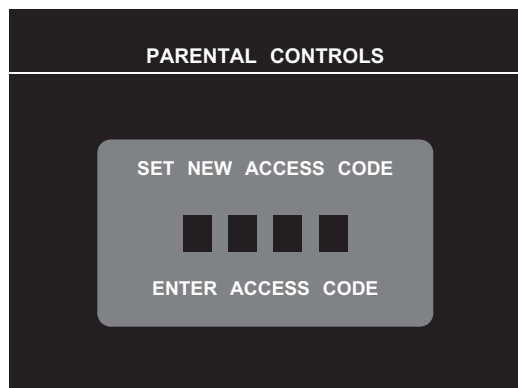 PARENTAL CONTROLS
SET NEW ACCESS CODE
ENTER ACCESS CODE